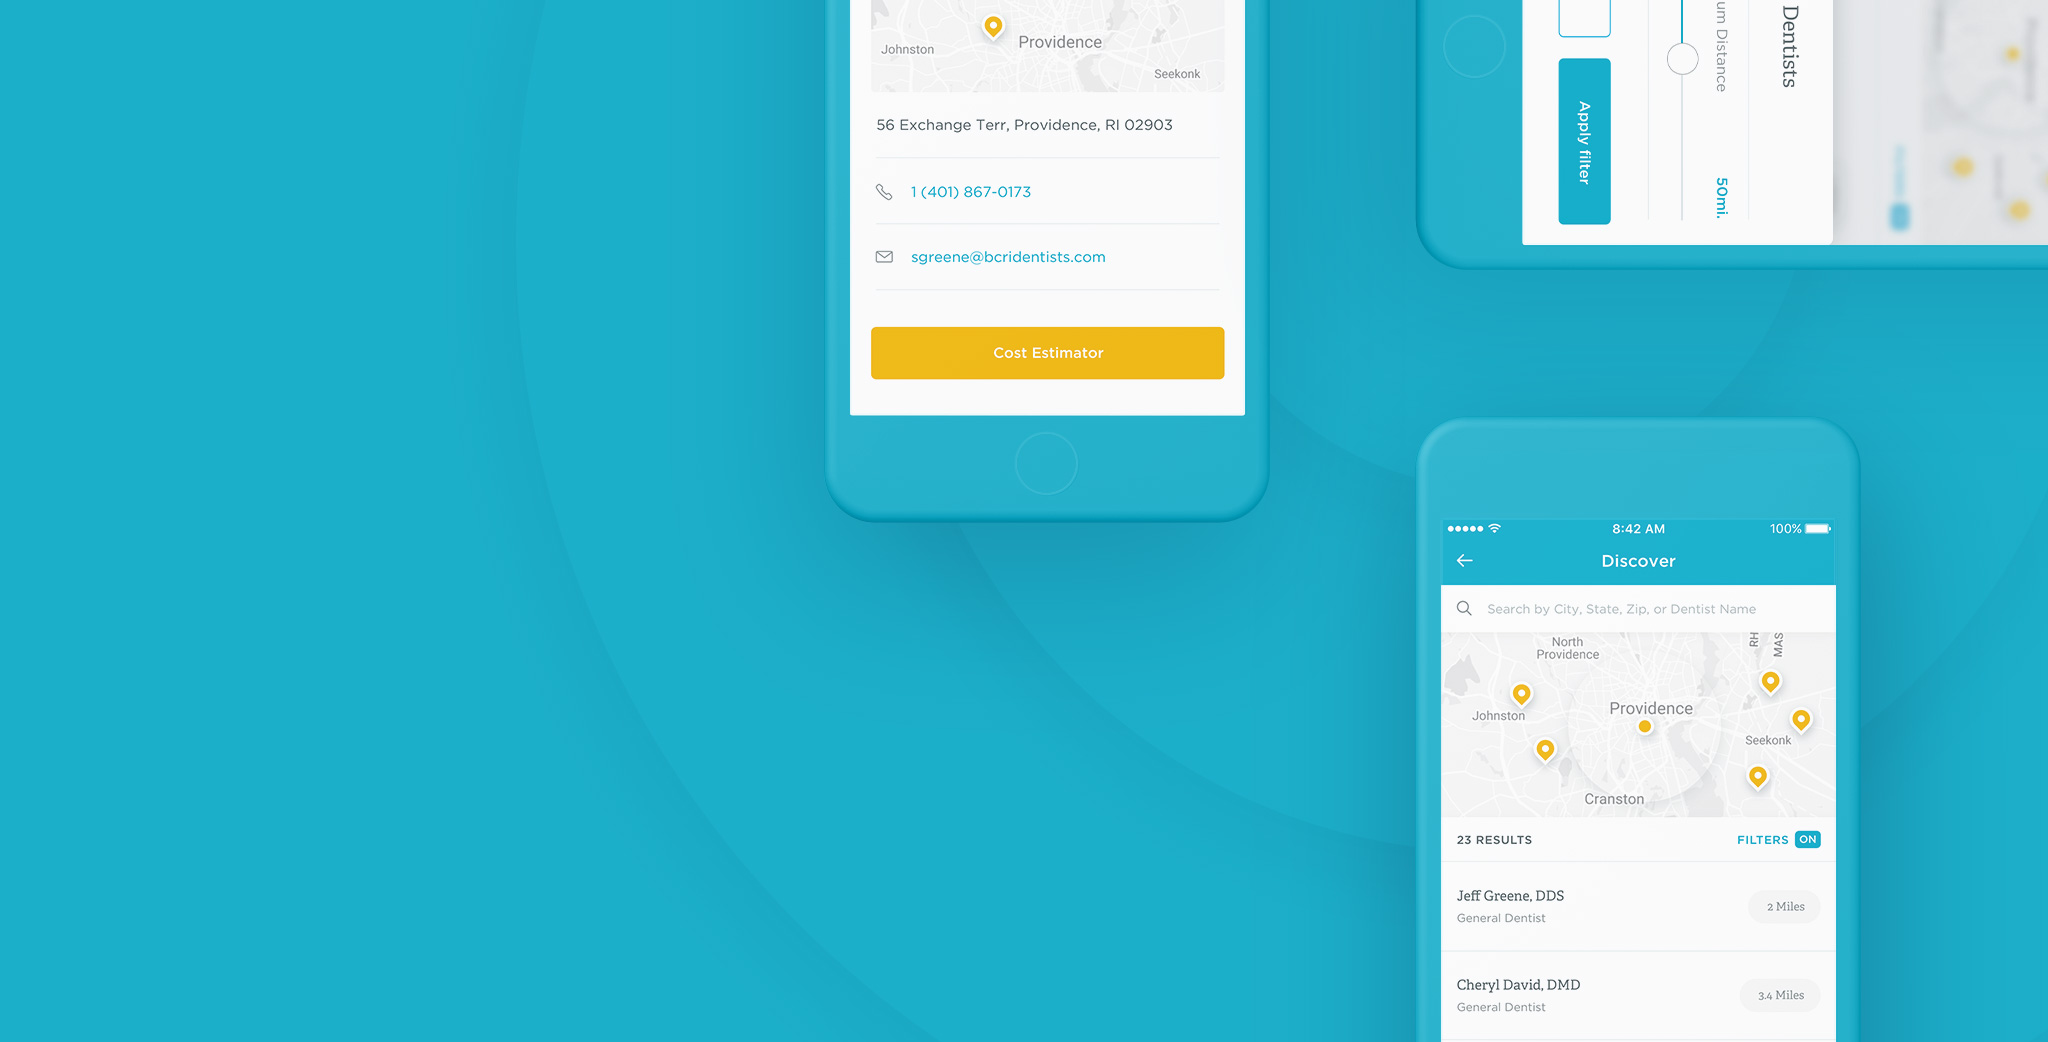 Johnston
Providence
Seekonk
56 Exchange Terr, Providence, RI 02903
1 (401) 867-0173
sgreene@bcridentists.com
Cost Estimator
Dentists
um Distance
50mi.
Apply filter
8:42 AM
100%
Discover
Search by City, State, Zip, or Dentist Name
North
Providence
RH
MAS
Johnston
Providence
Seekonk
Cranston
23 RESULTS
FILTERS ON
Jeff Greene, DDS
2 Miles
General Dentist
Cheryl David, DMD
3.4 Miles
General Dentist